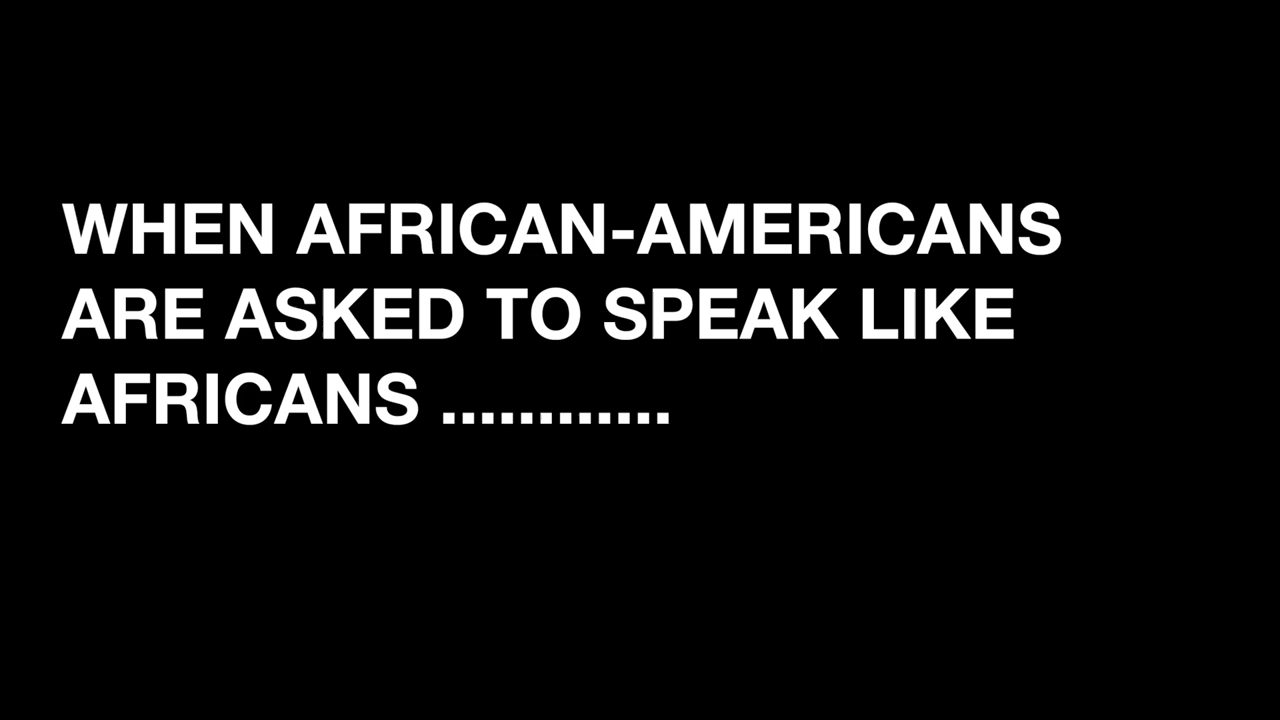 WHEN AFRICAN-AMERICANS
ARE ASKED TO SPEAK LIKE
AFRICANS ............